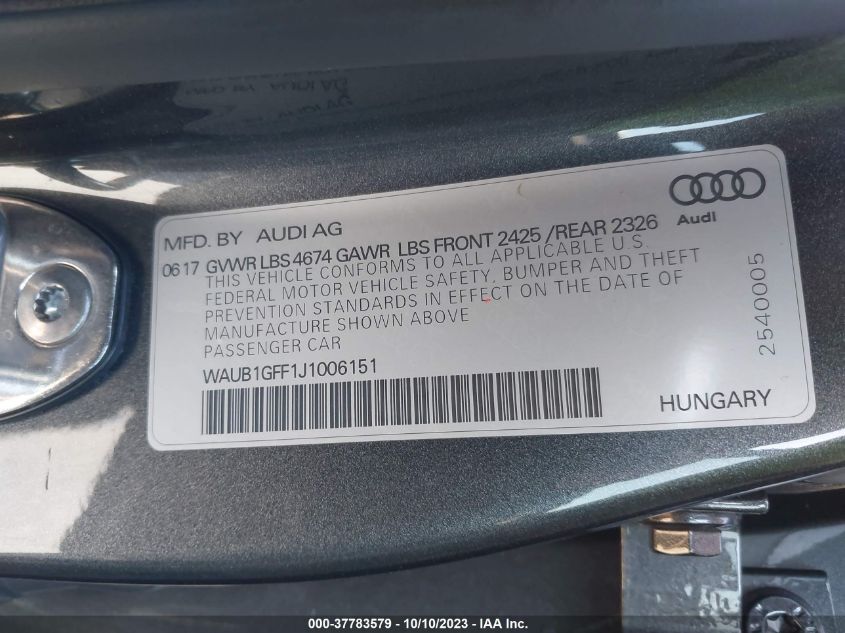 Audi
MFD. BY AUDI AG
0617 GVWR LBS 4674 GAWR LBS FRONT 2425 /REAR 2326
THIS VEHICLE CONFORMS TO ALL APPLICABLE U.S.
FEDERAL MOTOR VEHICLE SAFETY, BUMPER AND THEFT
PREVENTION STANDARDS IN EFFECT ON THE DATE OF
MANUFACTURE SHOWN ABOVE
PASSENGER CAR
WAUB1GFF1J1006151
HUNGARY
2540005
000-37783579 - 10/10/2023 - IAA Inc.